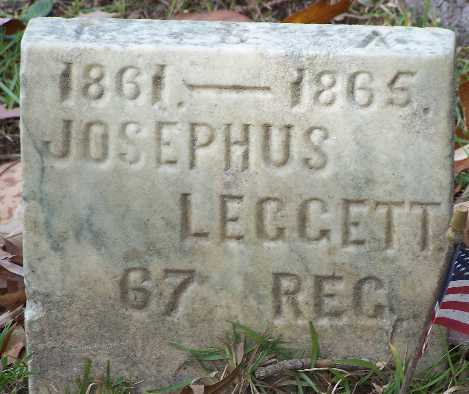 1861. — 1865.
JOSEPHUS
LEGGETT
67 REG